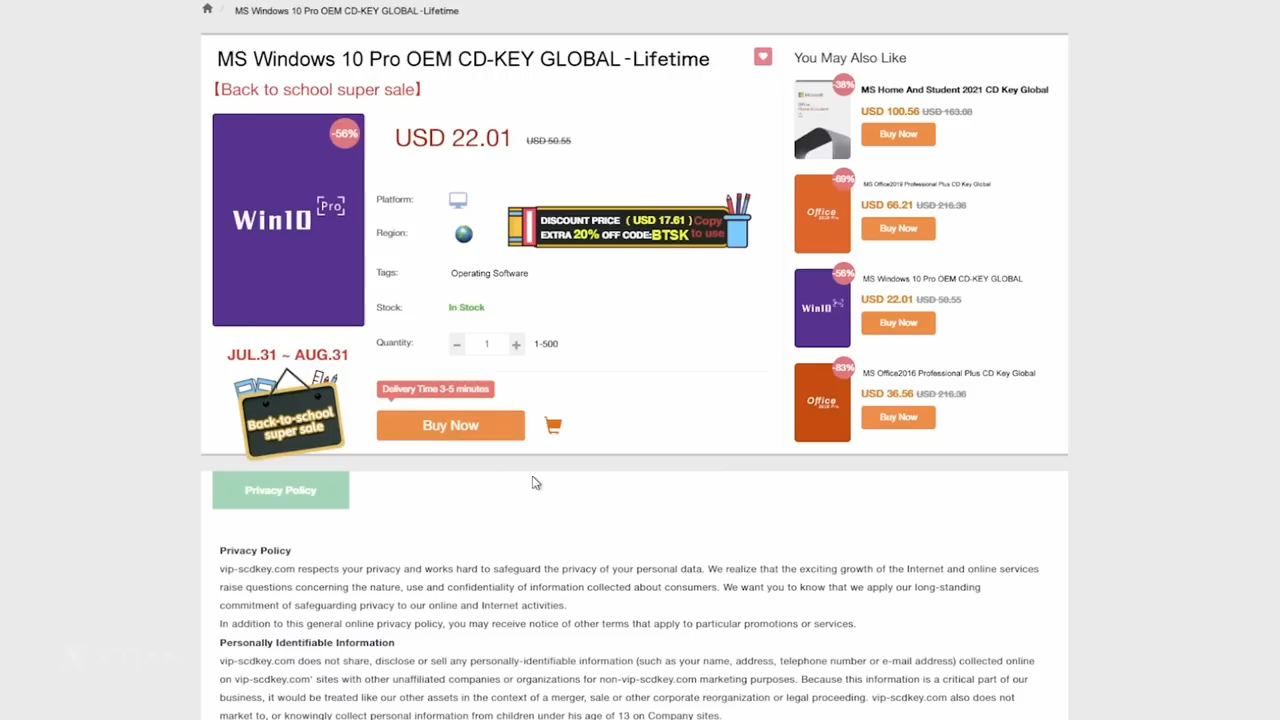 MS Windows 10 Pro OEM CD-KEY GLOBAL -Lifetime
MS Windows 10 Pro OEM CD-KEY GLOBAL -Lifetime
【Back to school super sale】
-56%
Win10 [Pro]
USD 22.01 USD 50.55
Platform:
Region:
DISCOUNT PRICE ( USD 17.61 ) Copy
EXTRA 20% OFF CODE:BTSK to use
Tags: Operating Software
Stock: In Stock
Quantity: - 1 + 1-500
JUL.31 ~ AUG.31
Back-to-school
super sale
Delivery Time 3-5 minutes
Buy Now
You May Also Like
-38%
MS Home And Student 2021 CD Key Global
USD 100.56 USD 163.08
Buy Now
-69%
Office
MS Office2019 Professional Plus CD Key Global
USD 66.21 USD 216.36
Buy Now
-56%
Win10
MS Windows 10 Pro OEM CD-KEY GLOBAL
USD 22.01 USD 50.55
Buy Now
-83%
Office
MS Office2016 Professional Plus CD Key Global
USD 36.56 USD 216.36
Buy Now
Privacy Policy
Privacy Policy
vip-scdkey.com respects your privacy and works hard to safeguard the privacy of your personal data. We realize that the exciting growth of the Internet and online services
raise questions concerning the nature, use and confidentiality of information collected about consumers. We want you to know that we apply our long-standing
commitment of safeguarding privacy to our online and Internet activities.
In addition to this general online privacy policy, you may receive notice of other terms that apply to particular promotions or services.
Personally Identifiable Information
vip-scdkey.com does not share, disclose or sell any personally-identifiable information (such as your name, address, telephone number or e-mail address) collected online
on vip-scdkey.com' sites with other unaffiliated companies or organizations for non-vip-scdkey.com marketing purposes. Because this information is a critical part of our
business, it would be treated like our other assets in the context of a merger, sale or other corporate reorganization or legal proceeding. vip-scdkey.com also does not
market to, or knowingly collect personal information from children under his age of 13 on Company sites.